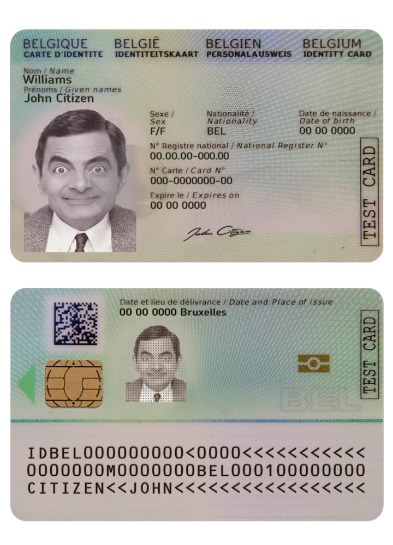 BELGIQUE BELGIË BELGIEN BELGIUM
CARTE D'IDENTITE IDENTITEITSKAART PERSONALAUSWEIS IDENTITY CARD
Nom / Name
Williams
Prénoms / Given names
John Citizen
Sexe / Nationalité / Date de naissance /
Sex Nationality Date of birth
F/F BEL 00 00 0000
N° Registre national / National Register N°
00.00.00-000.00
N° Carte / Card N°
000-0000000-00
Expire le / Expires on
00 00 0000
John Citizen
TEST CARD
Date et lieu de délivrance / Date and Place of issue
00 00 0000 Bruxelles
TEST CARD
BEL
IDBEL000000000<0000<<<<<<<<<<<
0000000M0000000BEL000100000000
CITIZEN<<JOHN<<<<<<<<<<<<<<<<<